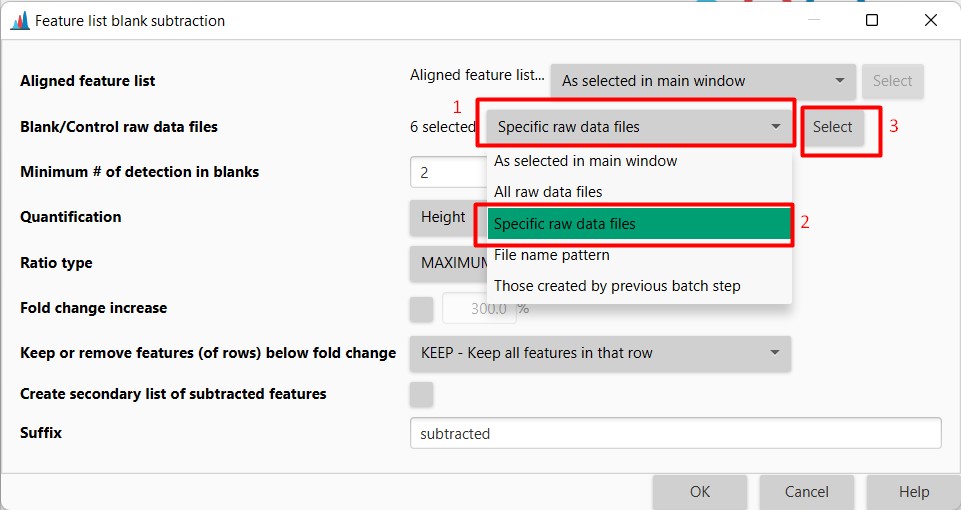 Feature list blank subtraction
Aligned feature list
Aligned feature list...
As selected in main window
Select
1
Blank/Control raw data files
6 selected
Specific raw data files
Select
3
As selected in main window
Minimum # of detection in blanks
2
All raw data files
Quantification
Height
Specific raw data files
2
Ratio type
MAXIMUM
File name pattern
Those created by previous batch step
Fold change increase
300.0
%
Keep or remove features (of rows) below fold change
KEEP - Keep all features in that row
Create secondary list of subtracted features
Suffix
subtracted
OK
Cancel
Help